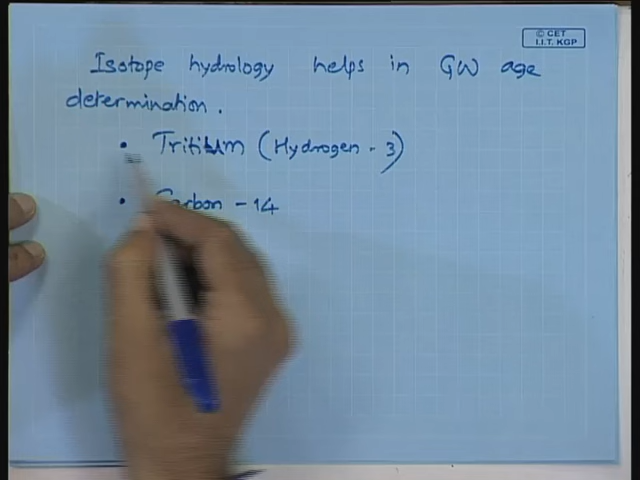 © CET
I.I.T. KGP
Isotope hydrology helps in GW age
determination.
• Tritium (Hydrogen - 3)
• Carbon - 14